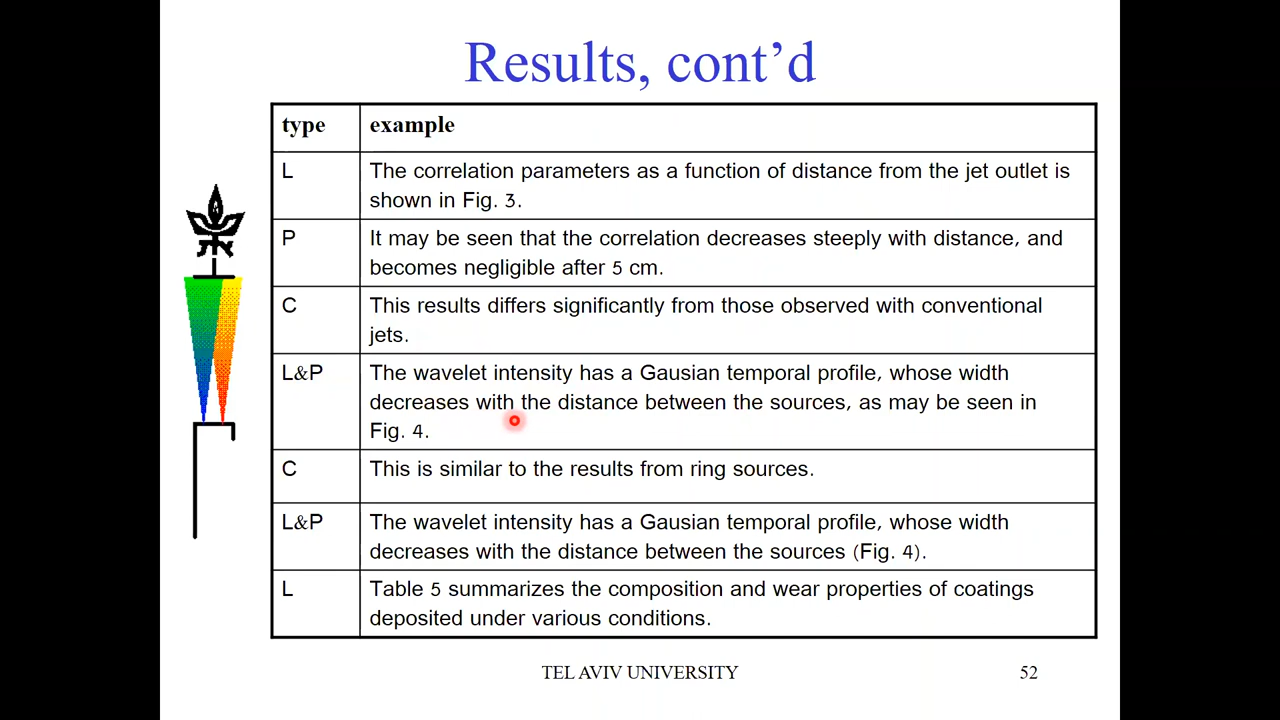 Results, cont’d
type example
L The correlation parameters as a function of distance from the jet outlet is
shown in Fig. 3.
P It may be seen that the correlation decreases steeply with distance, and
becomes negligible after 5 cm.
C This results differs significantly from those observed with conventional
jets.
L&P The wavelet intensity has a Gausian temporal profile, whose width
decreases with the distance between the sources, as may be seen in
Fig. 4.
C This is similar to the results from ring sources.
L&P The wavelet intensity has a Gausian temporal profile, whose width
decreases with the distance between the sources (Fig. 4).
L Table 5 summarizes the composition and wear properties of coatings
deposited under various conditions.
TEL AVIV UNIVERSITY 52